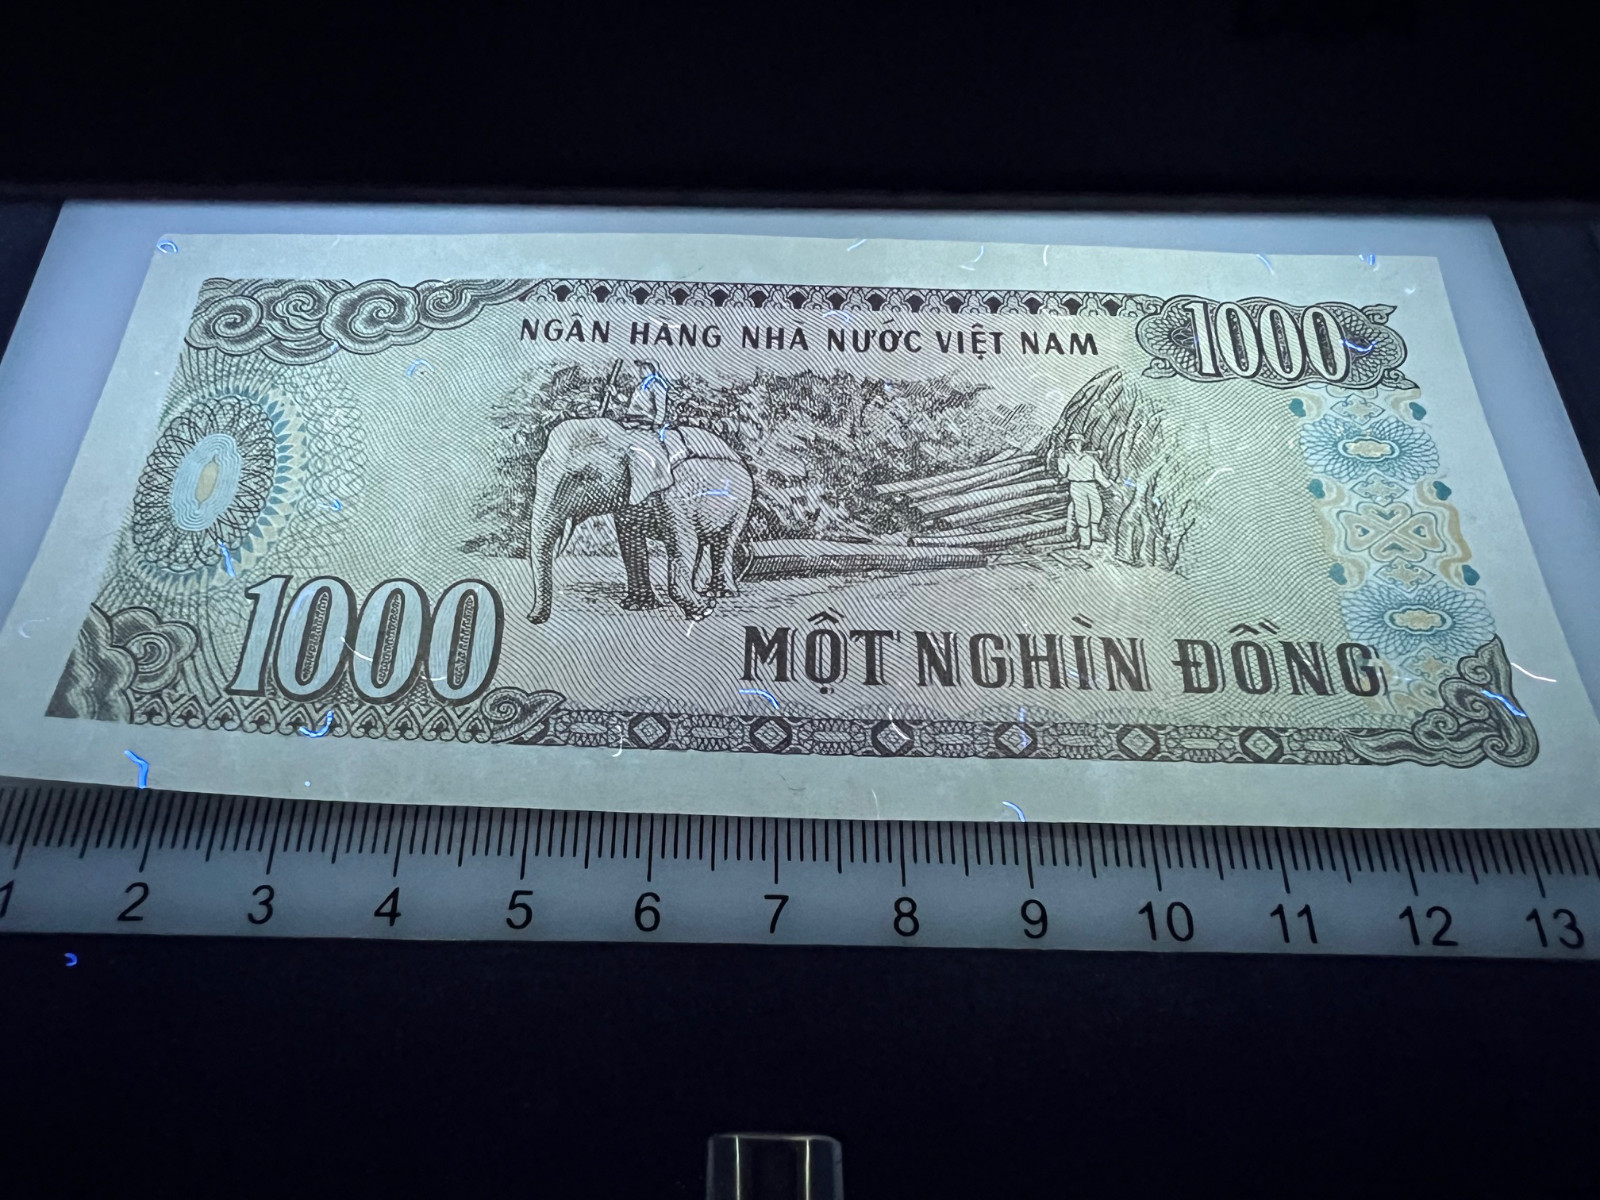 NGÂN HÀNG NHÀ NƯỚC VIỆT NAM
1000
1000
MỘT NGHÌN ĐỒNG
1 2 3 4 5 6 7 8 9 10 11 12 13